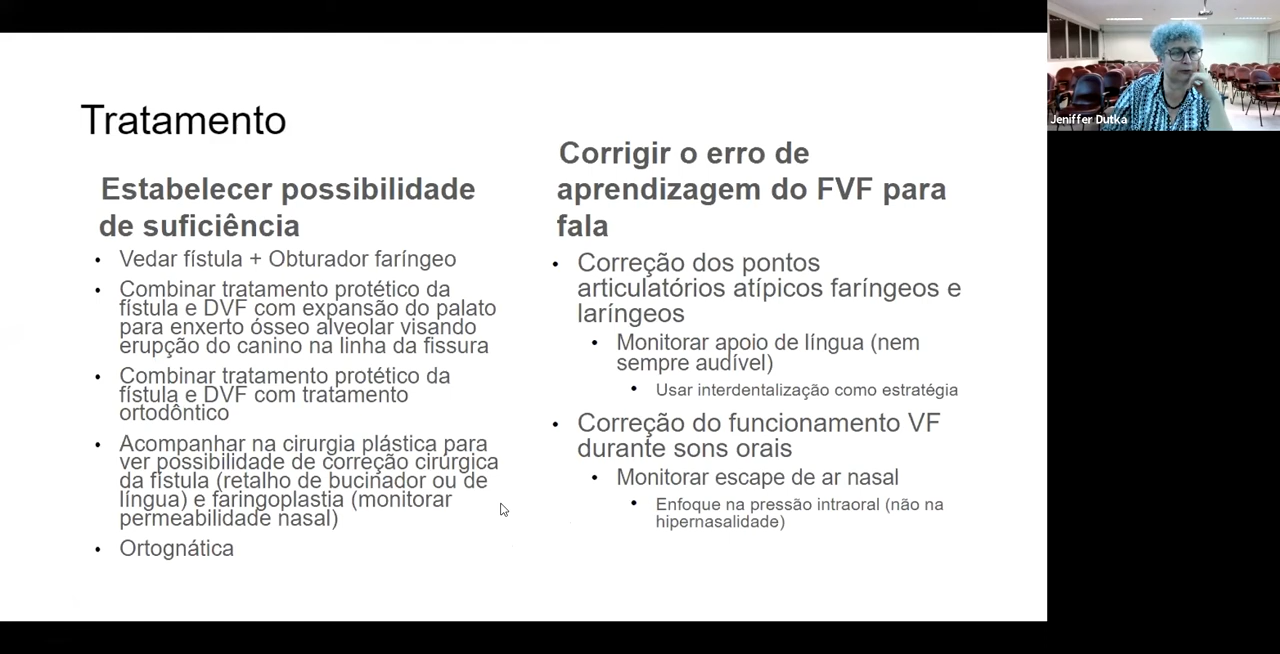 Tratamento
Estabelecer possibilidade
de suficiência
• Vedar fístula + Obturador faríngeo
• Combinar tratamento protético da
fístula e DVF com expansão do palato
para enxerto ósseo alveolar visando
erupção do canino na linha da fissura
• Combinar tratamento protético da
fístula e DVF com tratamento
ortodôntico
• Acompanhar na cirurgia plástica para
ver possibilidade de correção cirúrgica
da fístula (retalho de bucinador ou de
língua) e faringoplastia (monitorar
permeabilidade nasal)
• Ortognática
Corrigir o erro de
aprendizagem do FVF para
fala
• Correção dos pontos
articulatórios atípicos faríngeos e
laríngeos
• Monitorar apoio de língua (nem
sempre audível)
• Usar interdentalização como estratégia
• Correção do funcionamento VF
durante sons orais
• Monitorar escape de ar nasal
• Enfoque na pressão intraoral (não na
hipernasalidade)
Jeniffer Dutka